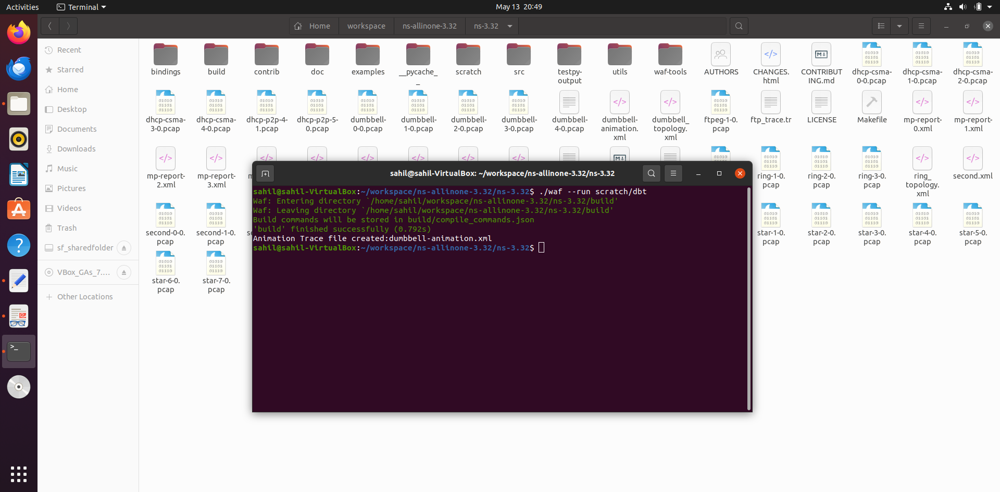 Activities
Terminal
May 13 20:49
Home
workspace
ns-allinone-3.32
ns-3.32
Recent
Starred
Home
Desktop
Documents
Downloads
Music
Pictures
Videos
Trash
sf_sharedfolder
VBox_GAs_7....
Other Locations
bindings
build
contrib
doc
examples
__pycache_
_
scratch
src
testpy-
output
utils
waf-tools
AUTHORS
CHANGES.
html
CONTRIBUT
ING.md
dhcp-csma-
0-0.pcap
dhcp-csma-
1-0.pcap
dhcp-csma-
2-0.pcap
dhcp-csma-
3-0.pcap
dhcp-csma-
4-0.pcap
dhcp-p2p-4-
1.pcap
dhcp-p2p-5-
0.pcap
dumbbell-
0-0.pcap
dumbbell-
1-0.pcap
dumbbell-
2-0.pcap
dumbbell-
3-0.pcap
dumbbell-
4-0.pcap
dumbbell-
animation.
xml
dumbbell_
topology.
xml
ftpeg-1-0.
pcap
ftp_trace.tr
LICENSE
Makefile
mp-report-
0.xml
mp-report-
1.xml
mp-report-
2.xml
mp-report-
3.xml
ring-1-0.
pcap
ring-2-0.
pcap
ring-3-0.
pcap
ring_
topology.
xml
second.xml
second-0-0.
pcap
second-1-0.
pcap
star-1-0.
pcap
star-2-0.
pcap
star-3-0.
pcap
star-4-0.
pcap
star-5-0.
pcap
star-6-0.
pcap
star-7-0.
pcap
sahil@sahil-VirtualBox: ~/workspace/ns-allinone-3.32/ns-3.32
sahil@sahil-VirtualBox:~/workspace/ns-allinone-3.32/ns-3.32$ ./waf --run scratch/dbt
Waf: Entering directory `/home/sahil/workspace/ns-allinone-3.32/ns-3.32/build'
Waf: Leaving directory `/home/sahil/workspace/ns-allinone-3.32/ns-3.32/build'
Build commands will be stored in build/compile_commands.json
'build' finished successfully (0.792s)
Animation Trace file created:dumbbell-animation.xml
sahil@sahil-VirtualBox:~/workspace/ns-allinone-3.32/ns-3.32$